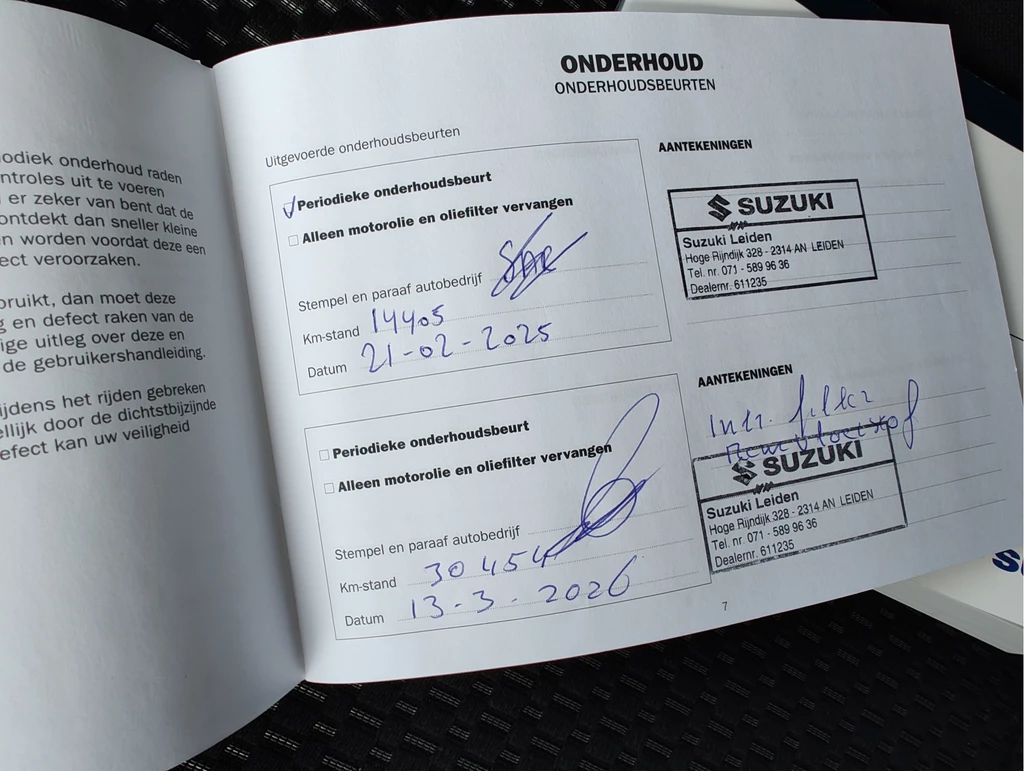 odiek onderhoud raden
ntroles uit te voeren
er zeker van bent dat de
ontdekt dan sneller kleine
n worden voordat deze een
ect veroorzaken.
bruikt, dan moet deze
g en defect raken van de
ige uitleg over deze en
de gebruikershandleiding.
ijdens het rijden gebreken
ellijk door de dichtstbijzijnde
efect kan uw veiligheid
ONDERHOUD
ONDERHOUDSBEURTEN
Uitgevoerde onderhoudsbeurten
Periodieke onderhoudsbeurt
Alleen motorolie en oliefilter vervangen
Stempel en paraaf autobedrijf
Km-stand 14405
Datum 21-02-2025
AANTEKENINGEN
SUZUKI
Suzuki Leiden
Hoge Rijndijk 328 - 2314 AN LEIDEN
Tel. nr. 071 - 589 96 36
Dealernr. 611235
Periodieke onderhoudsbeurt
Alleen motorolie en oliefilter vervangen
Stempel en paraaf autobedrijf
Km-stand 30454
Datum 13-3-2026
AANTEKENINGEN
Intr. filter
Remvloeistof
SUZUKI
Suzuki Leiden
Hoge Rijndijk 328 - 2314 AN LEIDEN
Tel. nr. 071 - 589 96 36
Dealernr. 611235
7